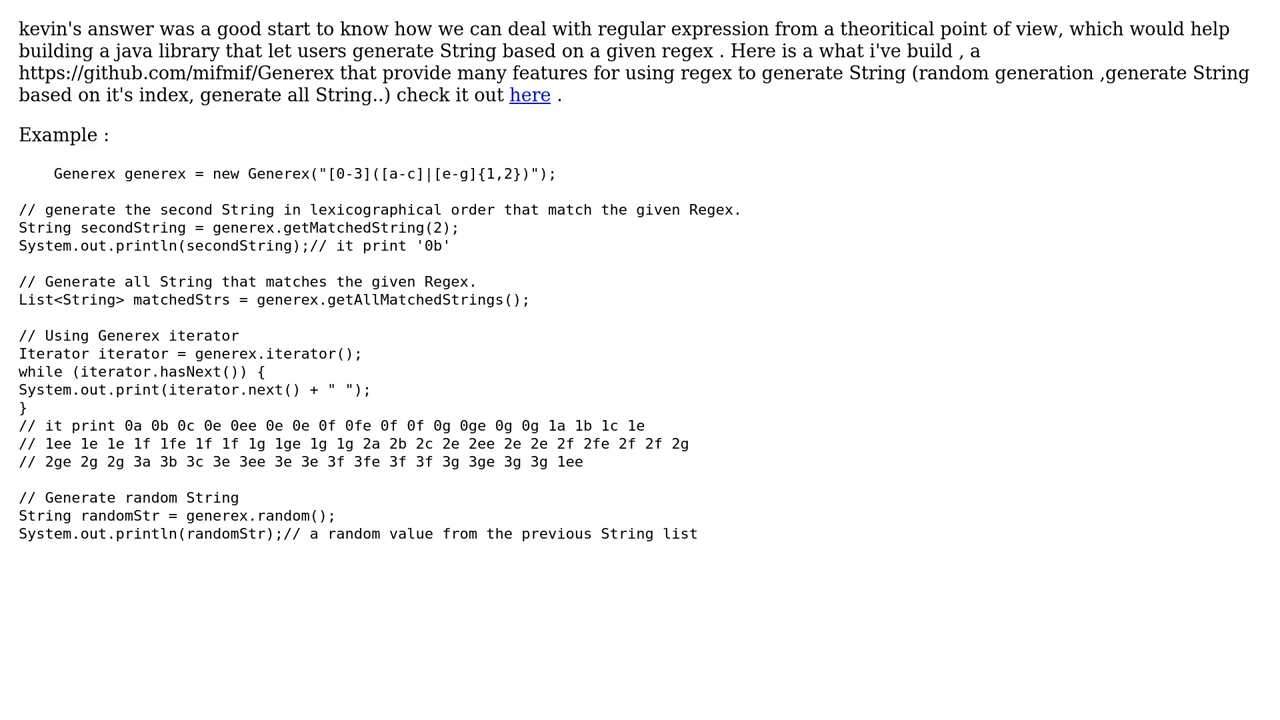 kevin's answer was a good start to know how we can deal with regular expression from a theoritical point of view, which would help
building a java library that let users generate String based on a given regex . Here is a what i've build , a
https://github.com/mifmif/Generex that provide many features for using regex to generate String (random generation ,generate String
based on it's index, generate all String..) check it out here .
Example :
Generex generex = new Generex("[0-3]([a-c]|[e-g]{1,2})");
// generate the second String in lexicographical order that match the given Regex.
String secondString = generex.getMatchedString(2);
System.out.println(secondString);// it print '0b'
// Generate all String that matches the given Regex.
List<String> matchedStrs = generex.getAllMatchedStrings();
// Using Generex iterator
Iterator iterator = generex.iterator();
while (iterator.hasNext()) {
System.out.print(iterator.next() + " ");
}
// it print 0a 0b 0c 0e 0ee 0e 0e 0f 0fe 0f 0f 0g 0ge 0g 0g 1a 1b 1c 1e
// 1ee 1e 1e 1f 1fe 1f 1f 1g 1ge 1g 1g 2a 2b 2c 2e 2ee 2e 2e 2f 2fe 2f 2f 2g
// 2ge 2g 2g 3a 3b 3c 3e 3ee 3e 3e 3f 3fe 3f 3f 3g 3ge 3g 3g 1ee
// Generate random String
String randomStr = generex.random();
System.out.println(randomStr);// a random value from the previous String list